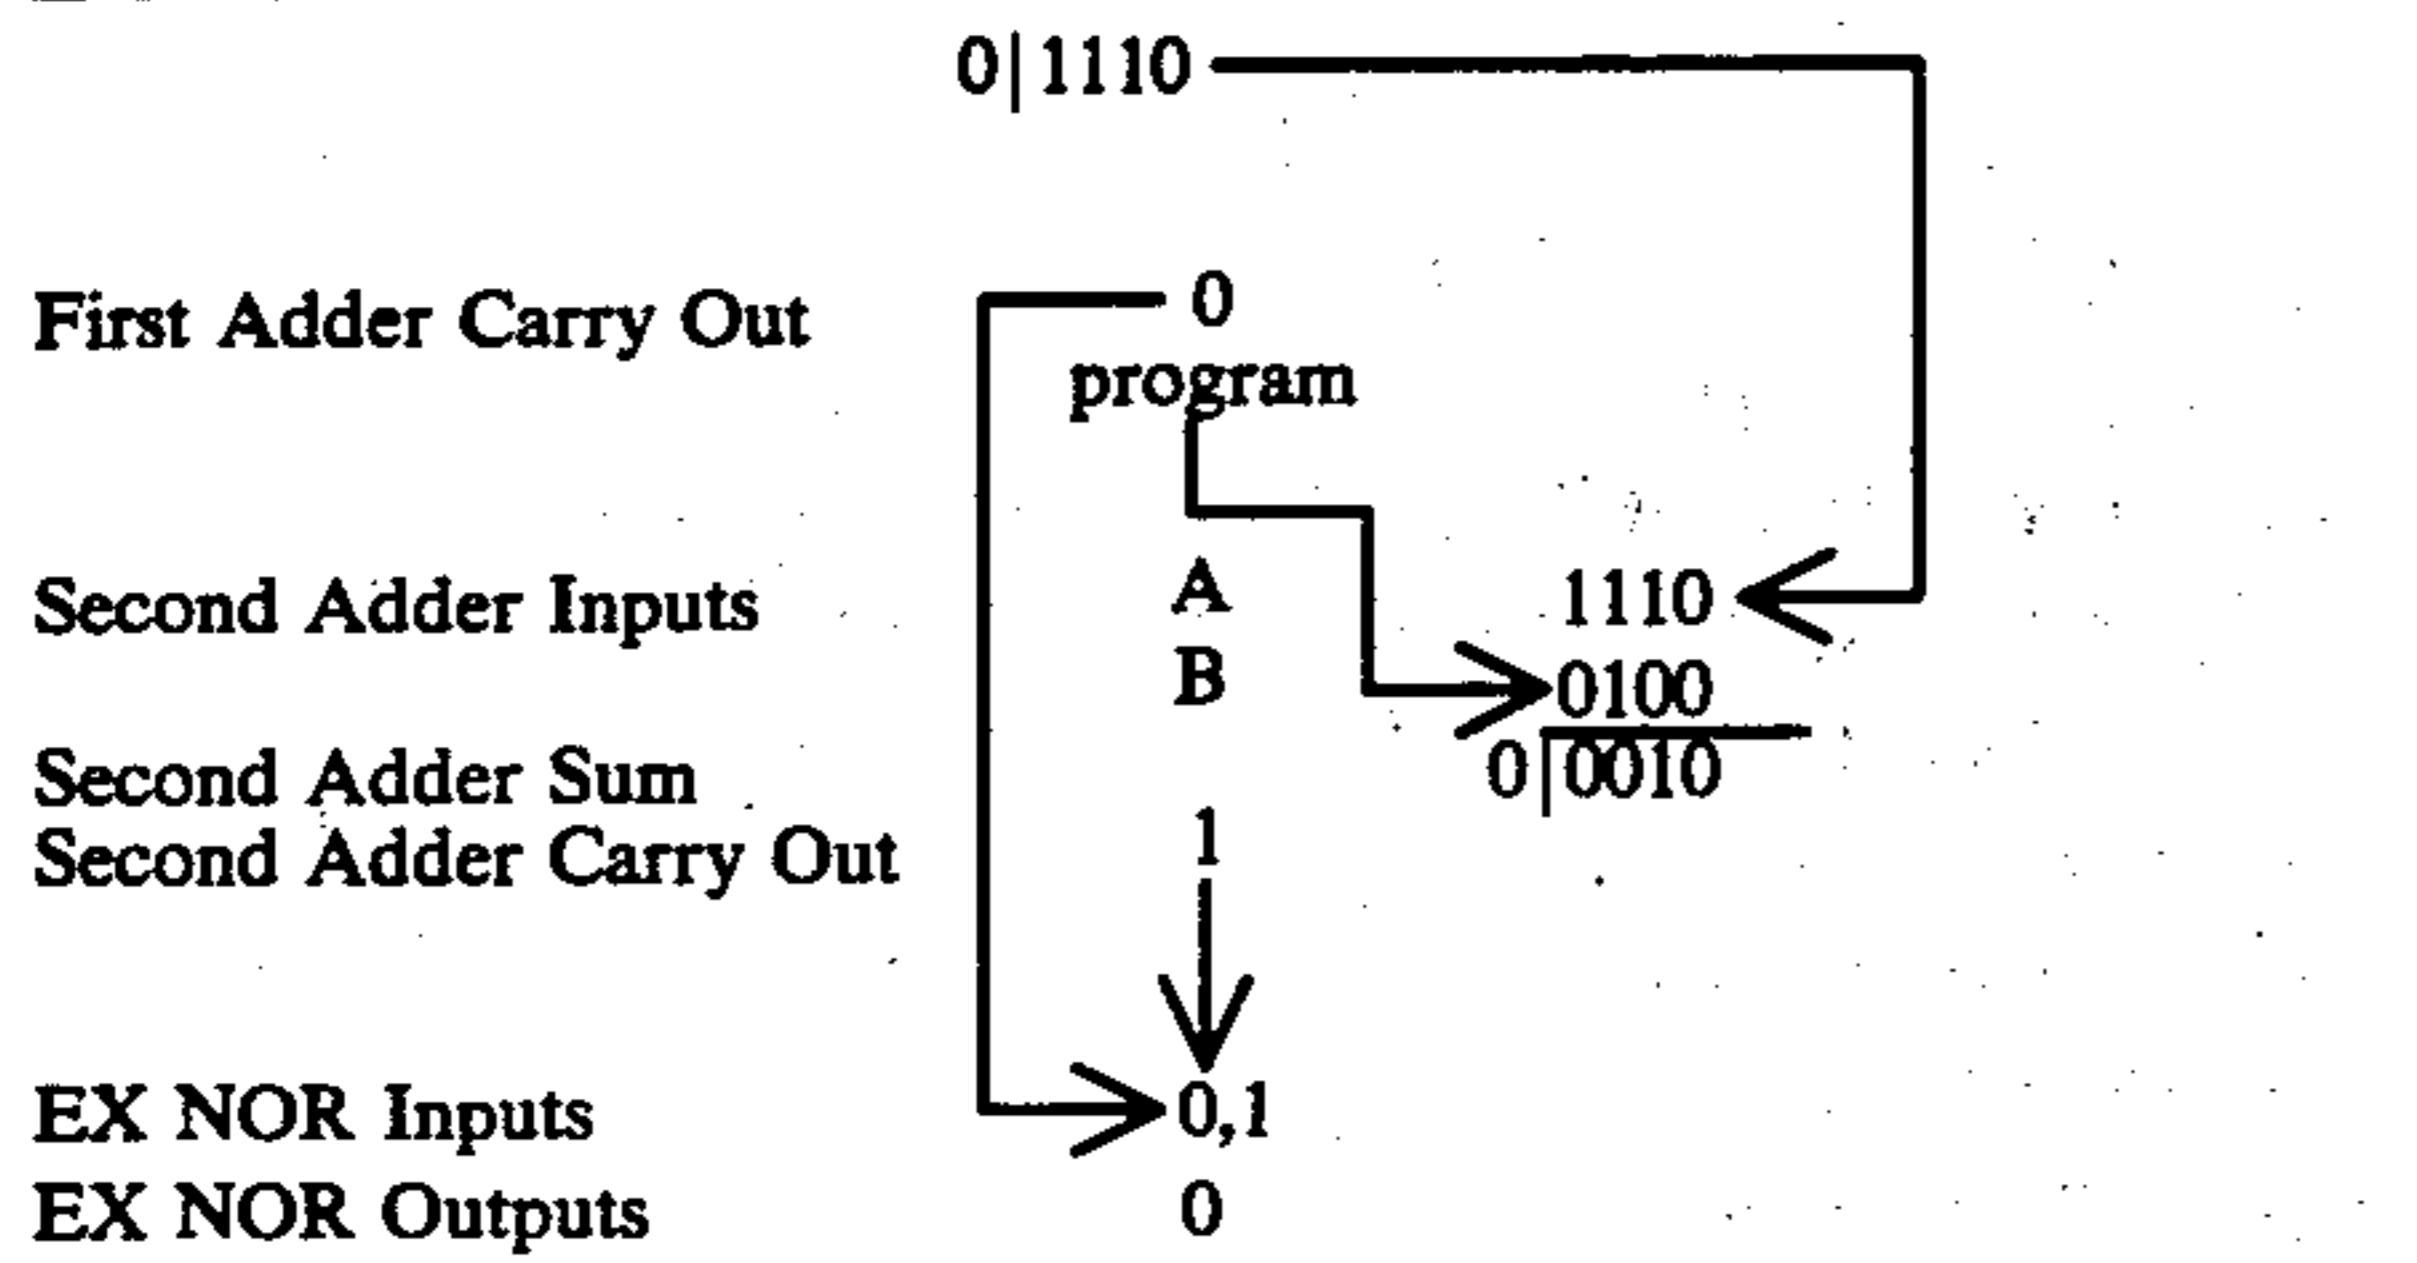 0|1110
First Adder Carry Out 0
program
Second Adder Inputs A 1110
B 0100
Second Adder Sum 0|0010
Second Adder Carry Out 1
EX NOR Inputs 0,1
EX NOR Outputs 0